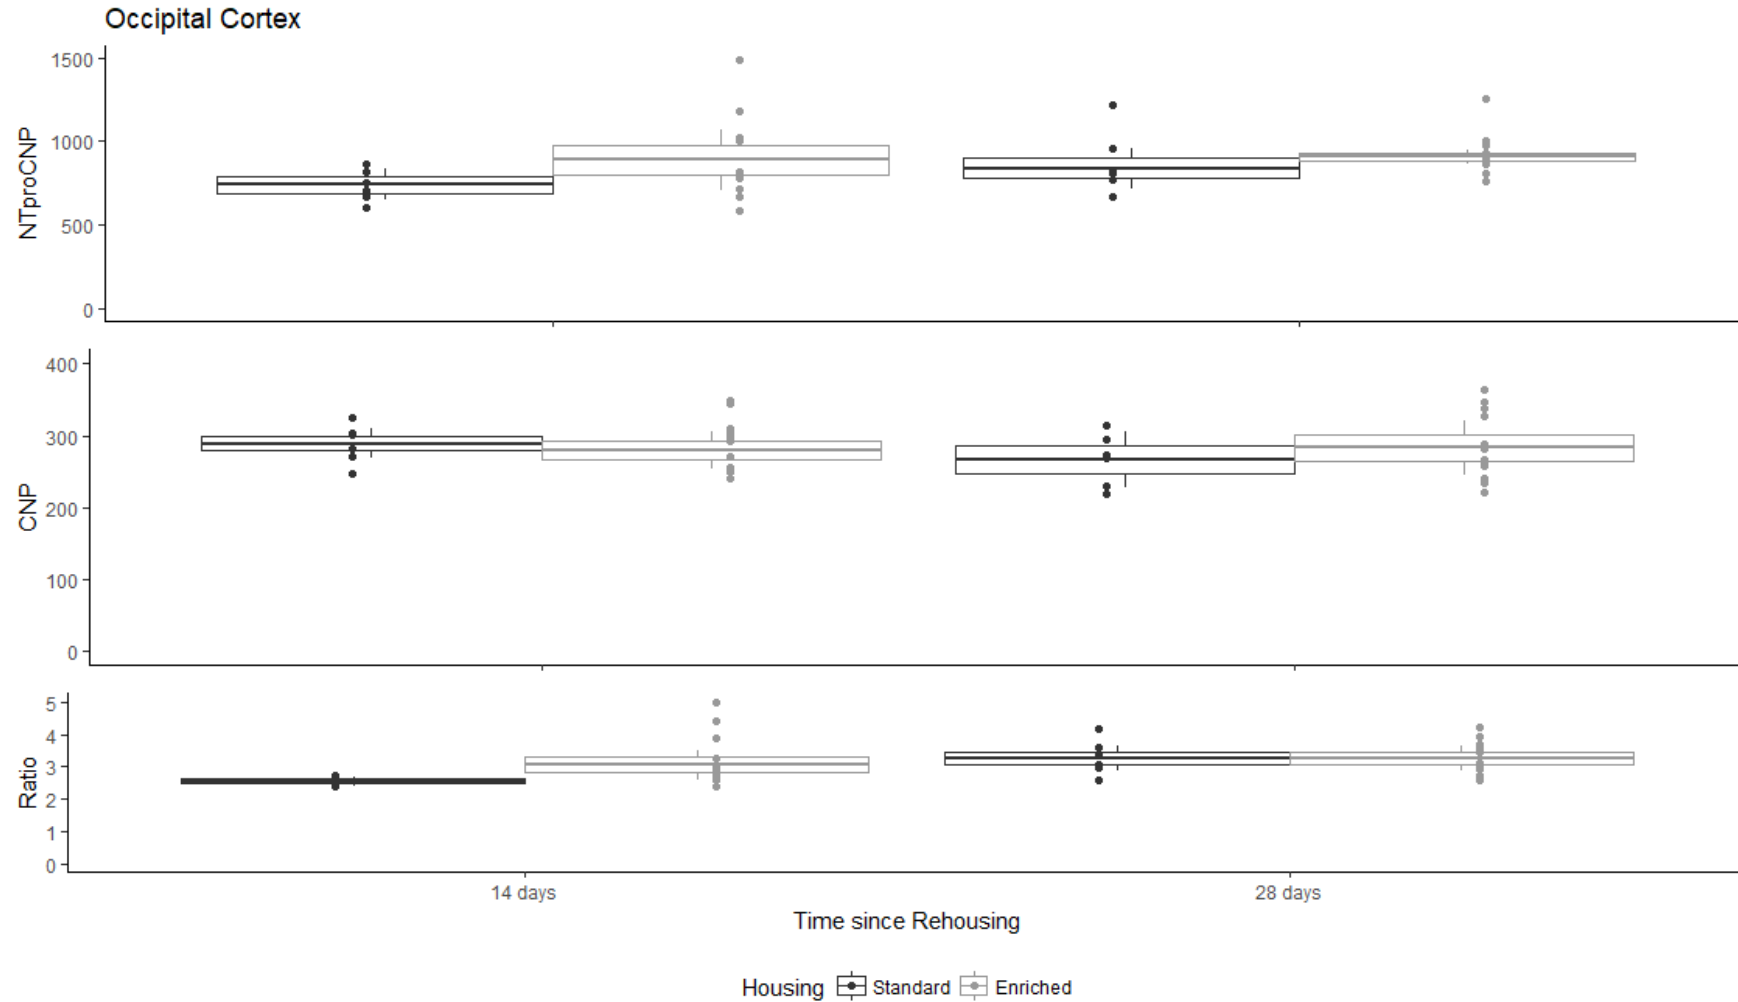 Occipital Cortex
NTproCNP
1500
1000
500
0
CNP
400
300
200
100
0
Ratio
5
4
3
2
1
0
14 days 28 days
Time since Rehousing
Housing Standard Enriched